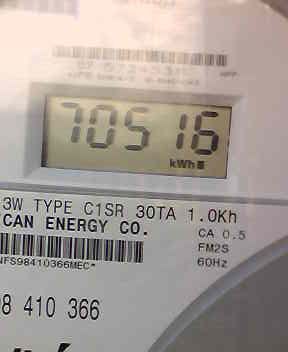 70516
kWh
3W TYPE C1SR 30TA 1.0Kh
CAN ENERGY CO.
CA 0.5
FM2S
60Hz
NFS98410366MEC*
98 410 366